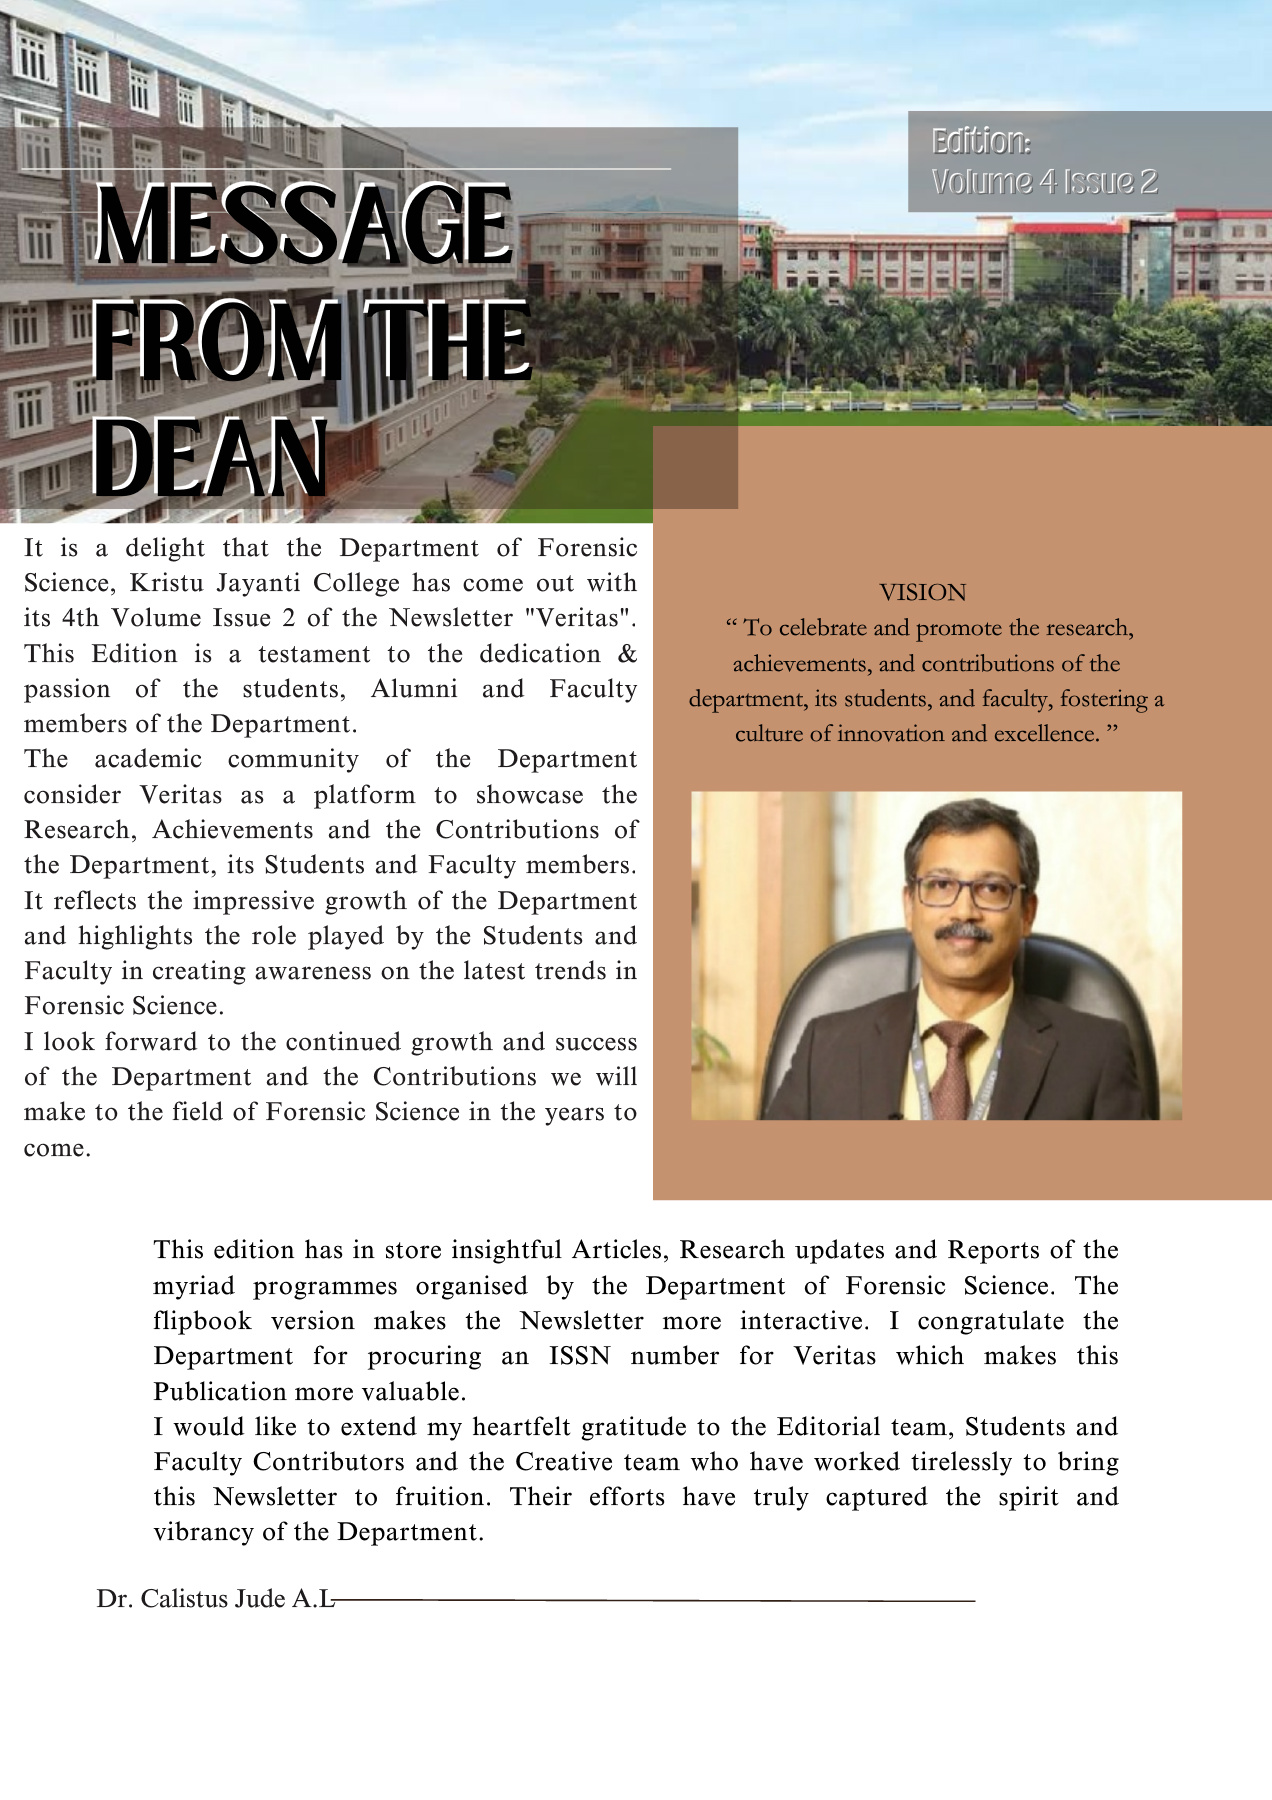 Edition:
Volume 4 Issue 2
MESSAGE
FROM THE
DEAN
It is a delight that the Department of Forensic
Science, Kristu Jayanti College has come out with
its 4th Volume Issue 2 of the Newsletter "Veritas".
This Edition is a testament to the dedication &
passion of the students, Alumni and Faculty
members of the Department.
The academic community of the Department
consider Veritas as a platform to showcase the
Research, Achievements and the Contributions of
the Department, its Students and Faculty members.
It reflects the impressive growth of the Department
and highlights the role played by the Students and
Faculty in creating awareness on the latest trends in
Forensic Science.
I look forward to the continued growth and success
of the Department and the Contributions we will
make to the field of Forensic Science in the years to
come.
VISION
“ To celebrate and promote the research,
achievements, and contributions of the
department, its students, and faculty, fostering a
culture of innovation and excellence. ”
This edition has in store insightful Articles, Research updates and Reports of the
myriad programmes organised by the Department of Forensic Science. The
flipbook version makes the Newsletter more interactive. I congratulate the
Department for procuring an ISSN number for Veritas which makes this
Publication more valuable.
I would like to extend my heartfelt gratitude to the Editorial team, Students and
Faculty Contributors and the Creative team who have worked tirelessly to bring
this Newsletter to fruition. Their efforts have truly captured the spirit and
vibrancy of the Department.
Dr. Calistus Jude A.L